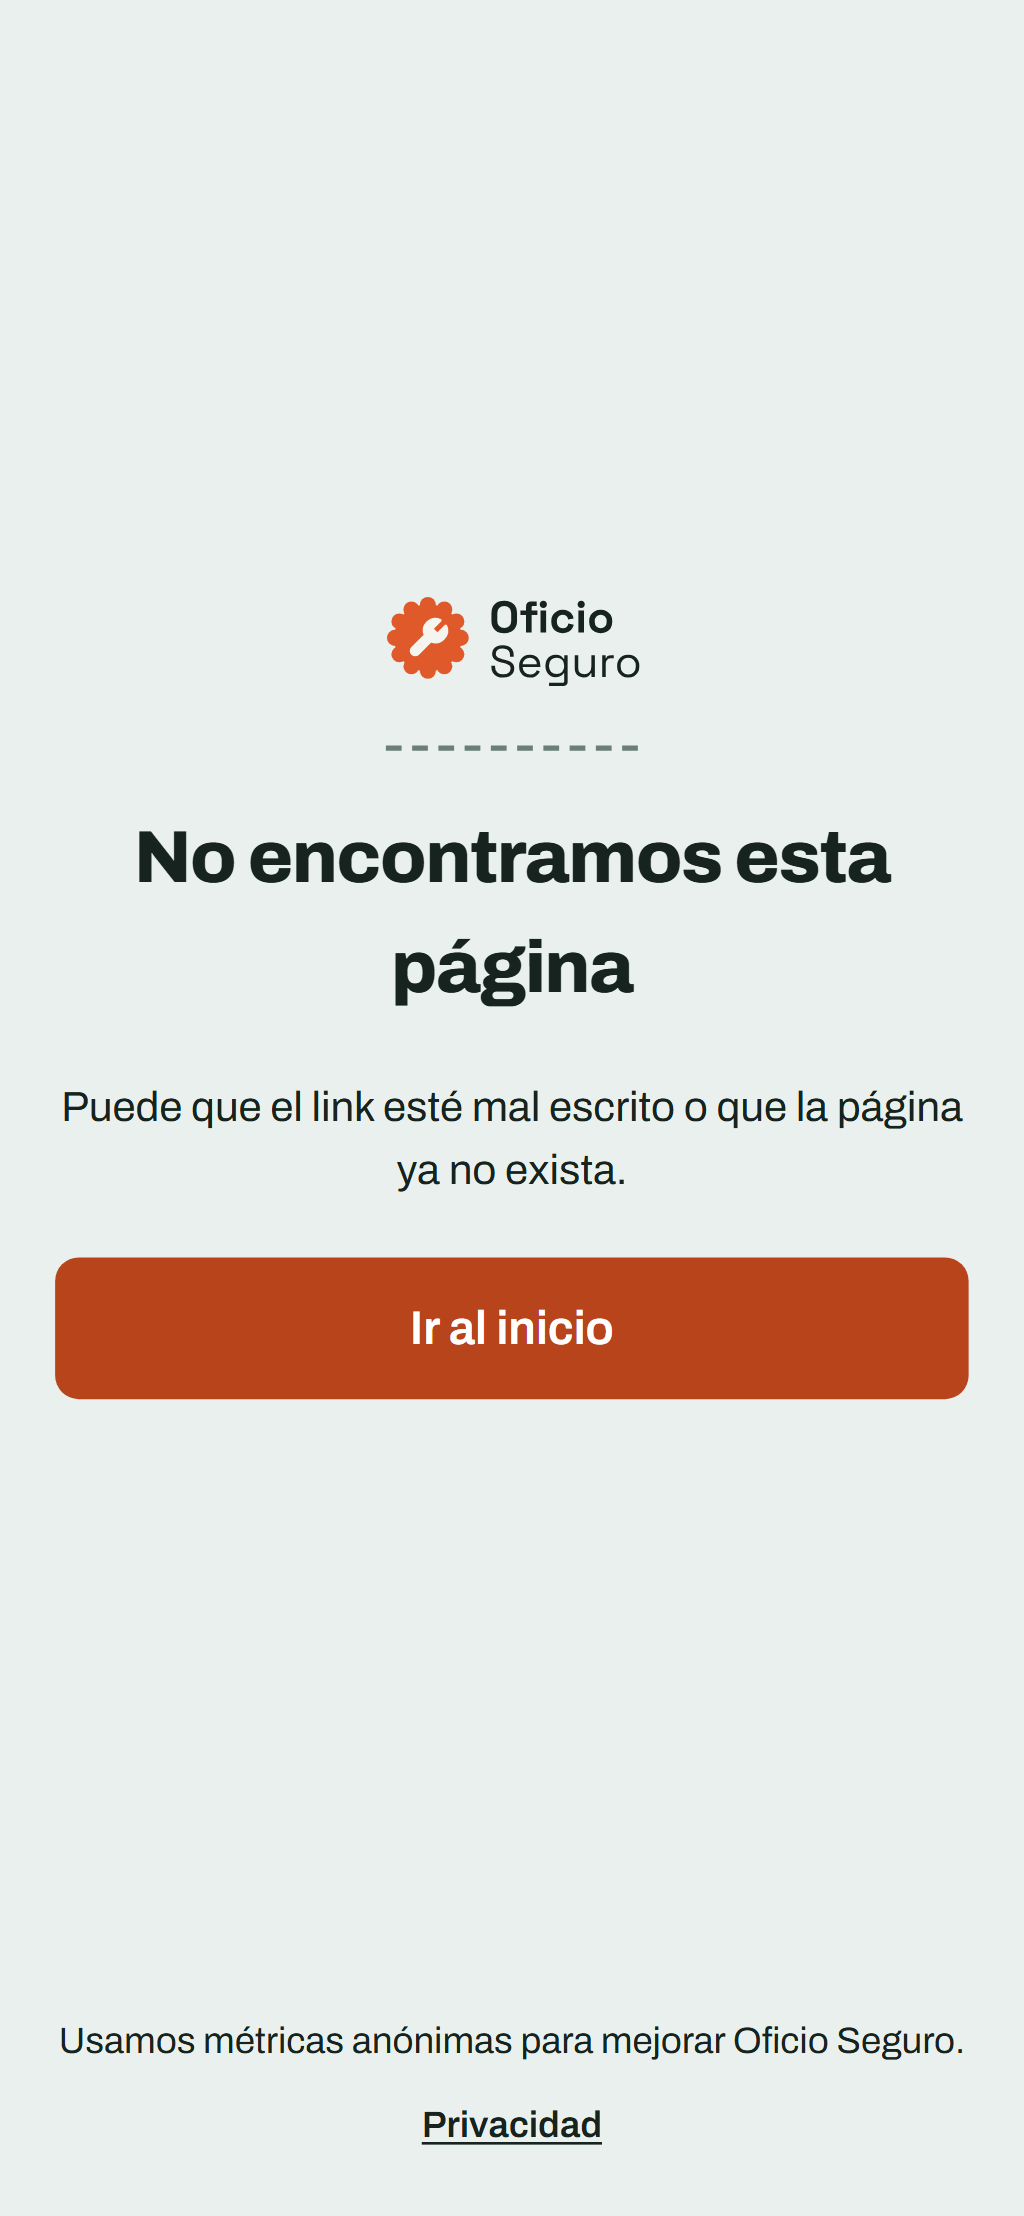 Oficio
Seguro
No encontramos esta
página
Puede que el link esté mal escrito o que la página
ya no exista.
Ir al inicio
Usamos métricas anónimas para mejorar Oficio Seguro.
Privacidad